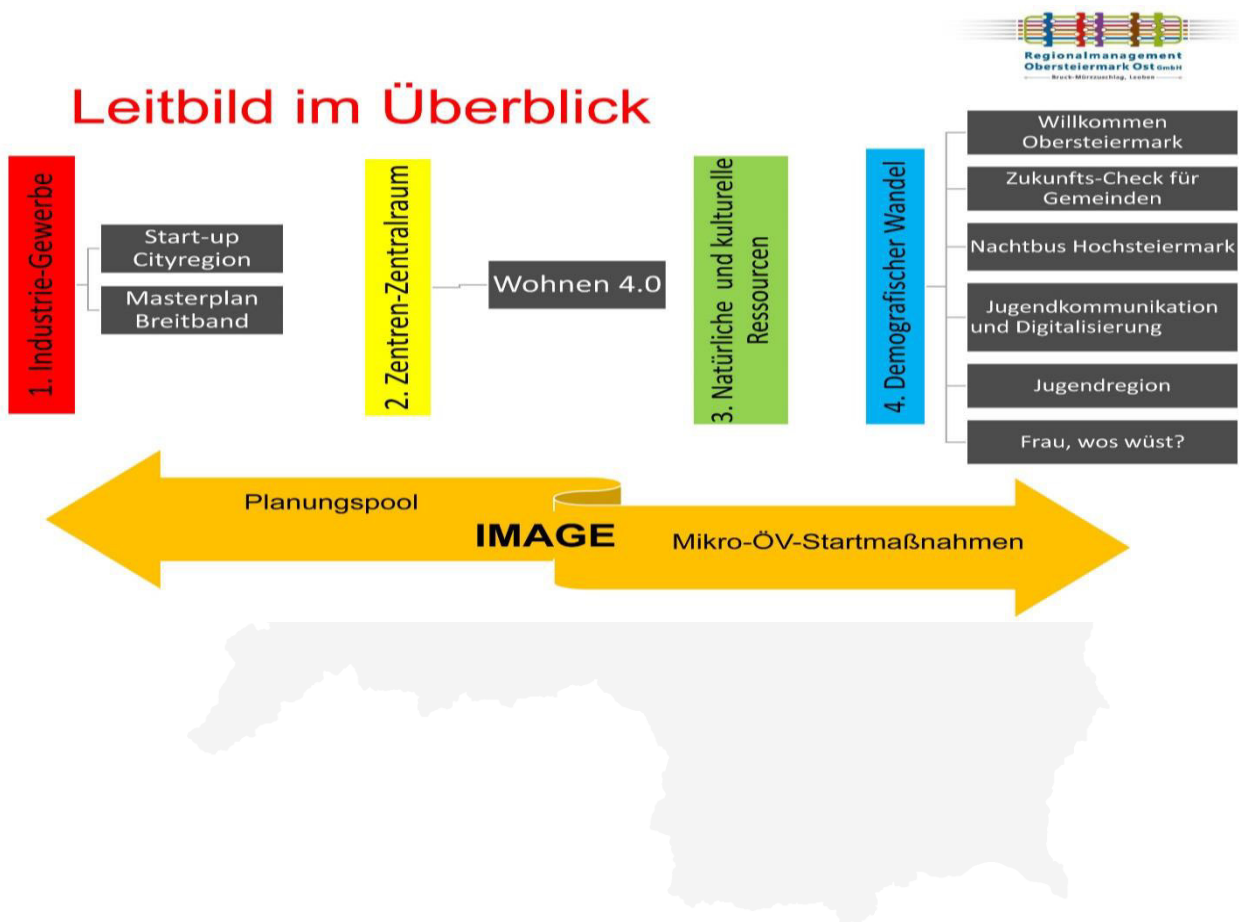 Regionalmanagement
Obersteiermark Ost GmbH
Bruck-Mürzzuschlag, Leoben
Leitbild im Überblick
1. Industrie-Gewerbe
Start-up
Cityregion
Masterplan
Breitband
2. Zentren-Zentralraum
Wohnen 4.0
3. Natürliche und kulturelle
Ressourcen
4. Demografischer Wandel
Willkommen
Obersteiermark
Zukunfts-Check für
Gemeinden
Nachtbus Hochsteiermark
Jugendkommunikation
und Digitalisierung
Jugendregion
Frau, wos wüst?
Planungspool
IMAGE
Mikro-ÖV-Startmaßnahmen